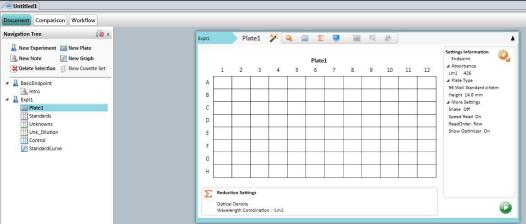 Untitled1
Document Comparison Workflow
Navigation Tree
New Experiment New Plate
New Note New Graph
Delete Selection New Cuvette Set
BasicEndpoint
Intro
Expt1
Plate1
Standards
Unknowns
Unk_Dilution
Control
StandardCurve
Expt1 Plate1
Plate1
1 2 3 4 5 6 7 8 9 10 11 12
A
B
C
D
E
F
G
H
Reduction Settings
Optical Density
Wavelength Combination : !Lm1
Settings Information
Endpoint
Absorbance
Lm1 426
Plate Type
96 Well Standard clrbtm
Height 14.6 mm
More Settings
Shake Off
Speed Read On
ReadOrder Row
Show Optimizer On